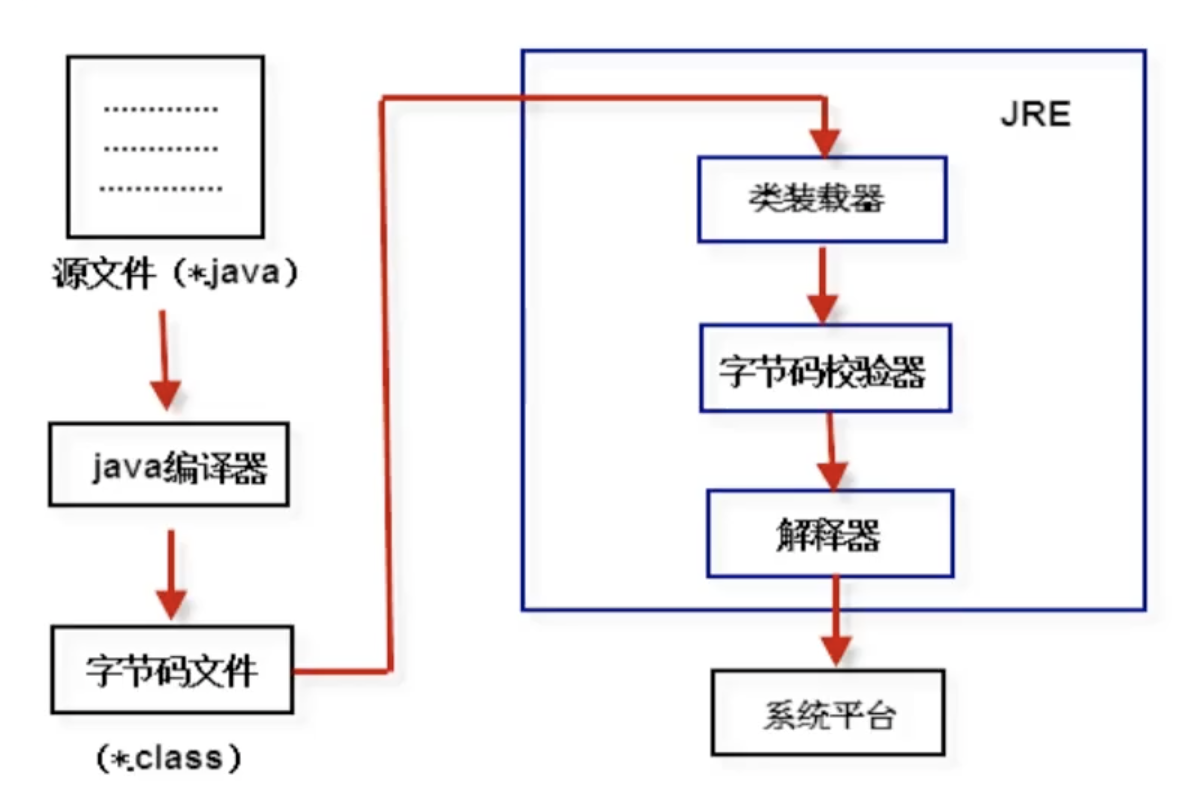 源文件（*.java）
java编译器
字节码文件
（*.class）
JRE
类装载器
字节码校验器
解释器
系统平台